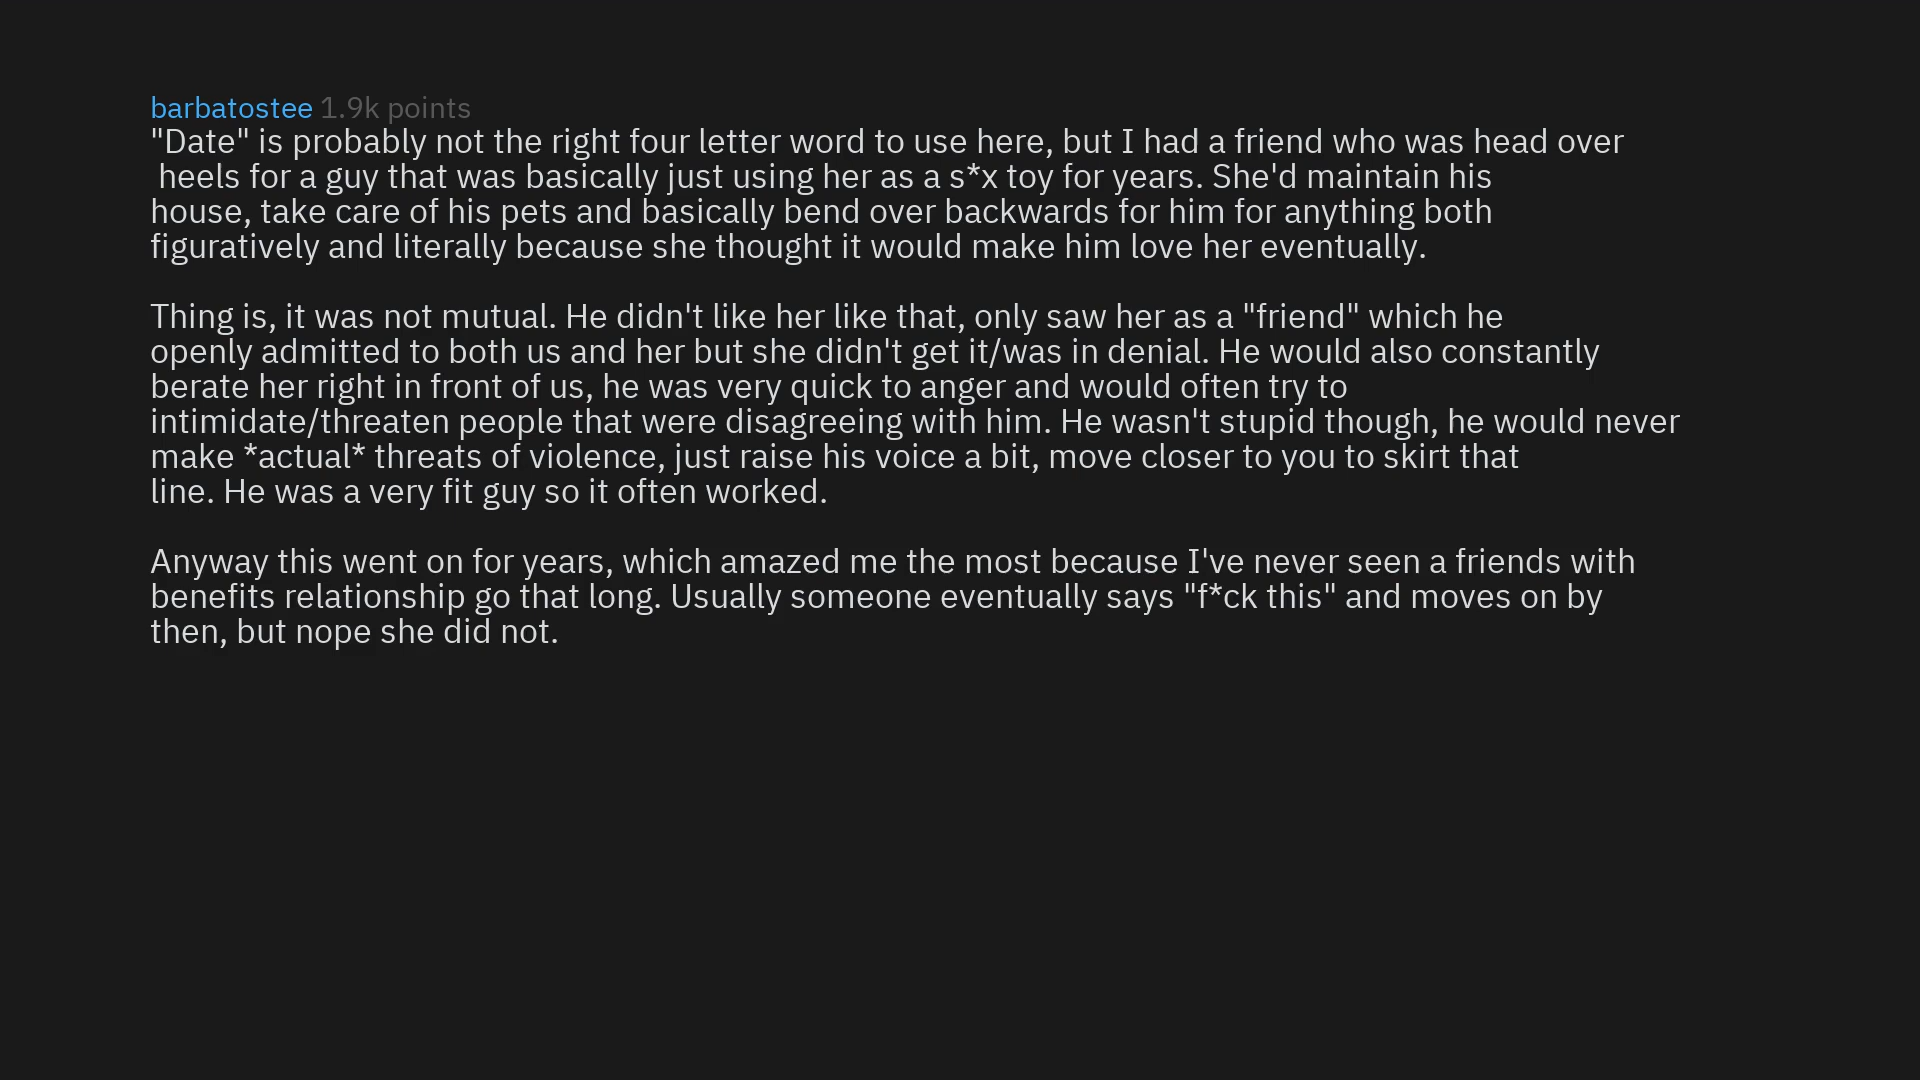 barbatostee 1.9k points
"Date" is probably not the right four letter word to use here, but I had a friend who was head over
heels for a guy that was basically just using her as a s*x toy for years. She'd maintain his
house, take care of his pets and basically bend over backwards for him for anything both
figuratively and literally because she thought it would make him love her eventually.
Thing is, it was not mutual. He didn't like her like that, only saw her as a "friend" which he
openly admitted to both us and her but she didn't get it/was in denial. He would also constantly
berate her right in front of us, he was very quick to anger and would often try to
intimidate/threaten people that were disagreeing with him. He wasn't stupid though, he would never
make *actual* threats of violence, just raise his voice a bit, move closer to you to skirt that
line. He was a very fit guy so it often worked.
Anyway this went on for years, which amazed me the most because I've never seen a friends with
benefits relationship go that long. Usually someone eventually says "f*ck this" and moves on by
then, but nope she did not.